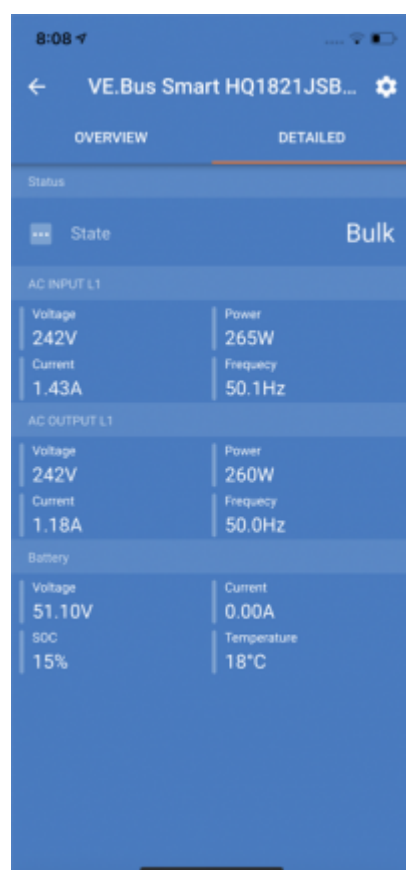 8:08
VE.Bus Smart HQ1821JSB...
OVERVIEW DETAILED
Status
State Bulk
AC INPUT L1
Voltage Power
242V 265W
Current Frequecy
1.43A 50.1Hz
AC OUTPUT L1
Voltage Power
242V 260W
Current Frequecy
1.18A 50.0Hz
Battery
Voltage Current
51.10V 0.00A
SOC Temperature
15% 18°C